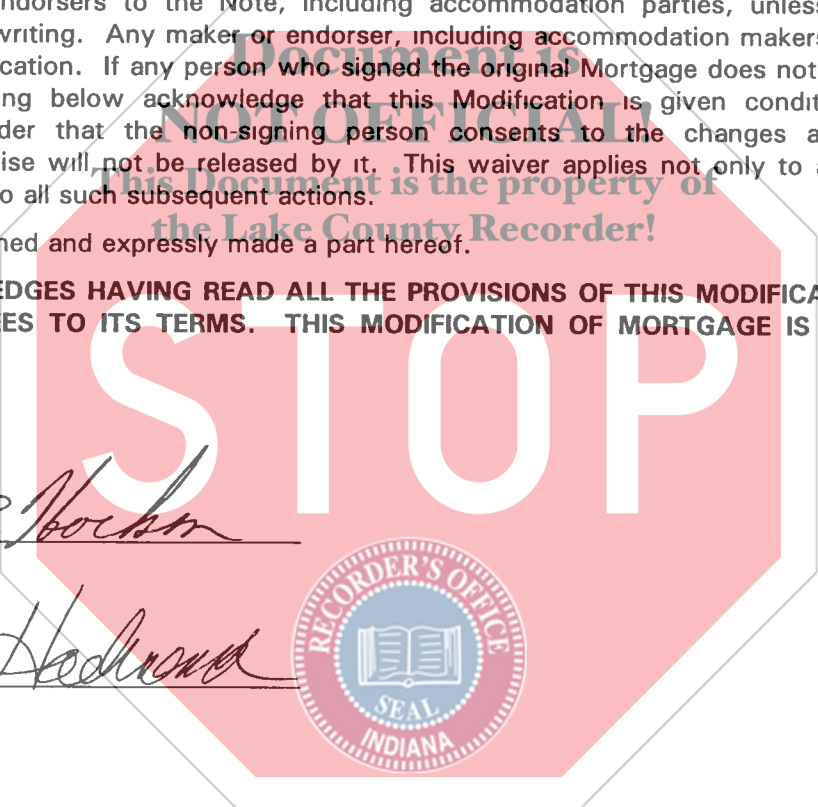 ndorsers to the Note, including accommodation parties, unless
writing. Any maker or endorser, including accommodation makers
ication. If any person who signed the original Mortgage does not
ing below acknowledge that this Modification is given condit
der that the non-signing person consents to the changes a
ise will not be released by it. This waiver applies not only to a
o all such subsequent actions.
Document is
NOT OFFICIAL!
This Document is the property of
the Lake County Recorder!
ned and expressly made a part hereof.
EDGES HAVING READ ALL THE PROVISIONS OF THIS MODIFICA
EES TO ITS TERMS. THIS MODIFICATION OF MORTGAGE IS
STOP
RECORDER'S OFFICE
SEAL
INDIANA